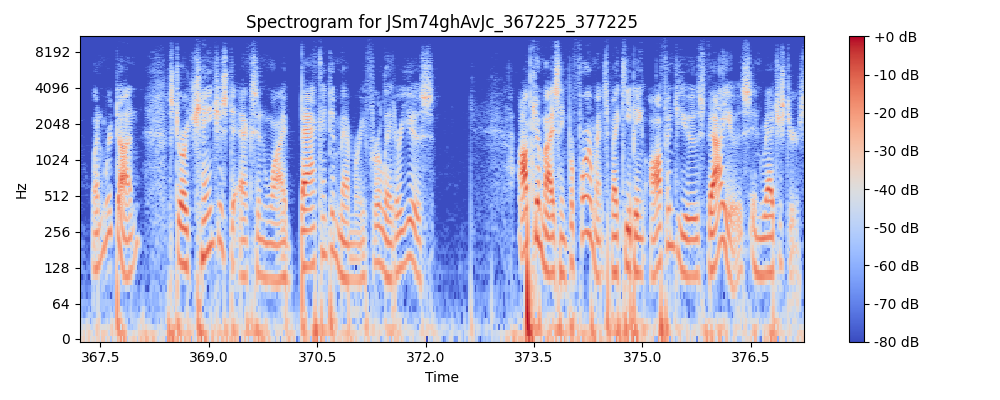 Spectrogram for JSm74ghAvJc_367225_377225
8192
4096
2048
1024
512
256
128
64
0
Hz
367.5
369.0
370.5
372.0
373.5
375.0
376.5
Time
+0 dB
-10 dB
-20 dB
-30 dB
-40 dB
-50 dB
-60 dB
-70 dB
-80 dB